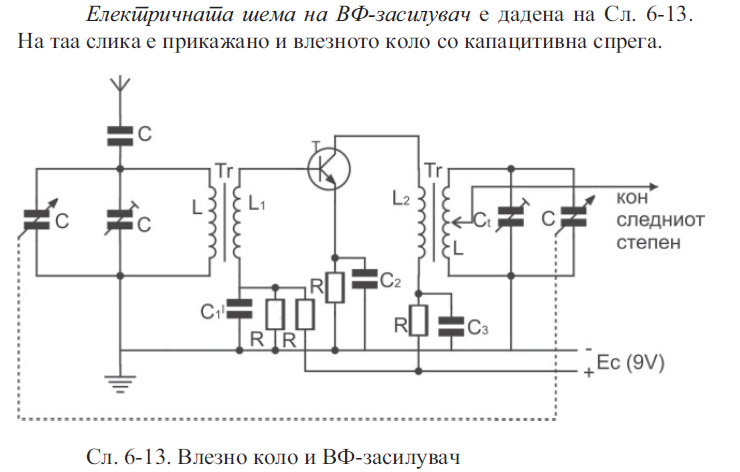 Електричната шема на ВФ-засилувач е дадена на Сл. 6-13.
На таа слика е прикажано и влезното коло со капацитивна спрега.
C
T
Tr
Tr
L
L1
L2
C
C
Ct
C
L
кон
следниот
степен
R
C2
C1
R
R
R
C3
-
+
Ec (9V)
Сл. 6-13. Влезно коло и ВФ-засилувач